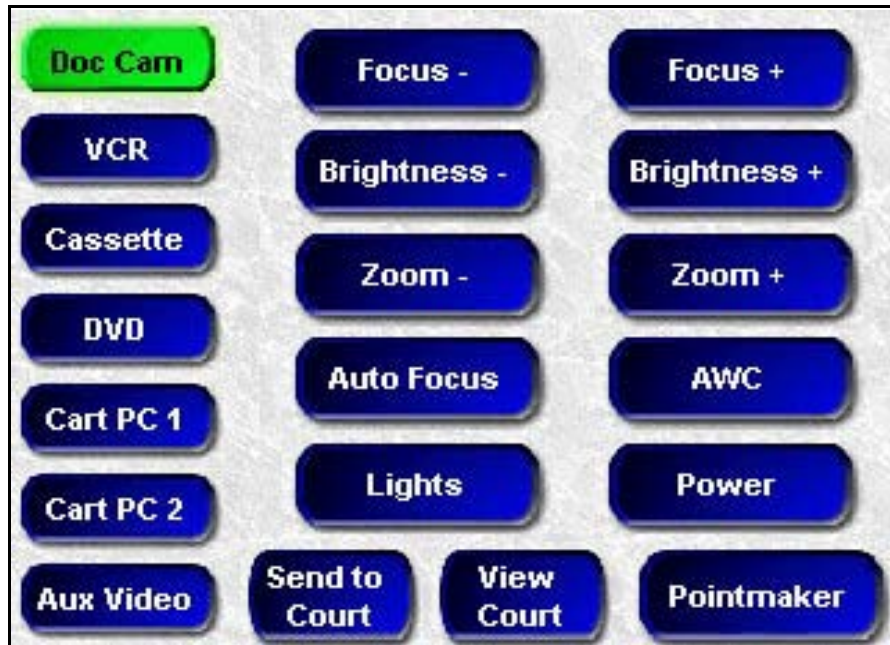 Doc Cam
Focus -
Focus +
VCR
Brightness -
Brightness +
Cassette
Zoom -
Zoom +
DVD
Auto Focus
AWC
Cart PC 1
Lights
Power
Cart PC 2
Send to
Court
View
Court
Pointmaker
Aux Video